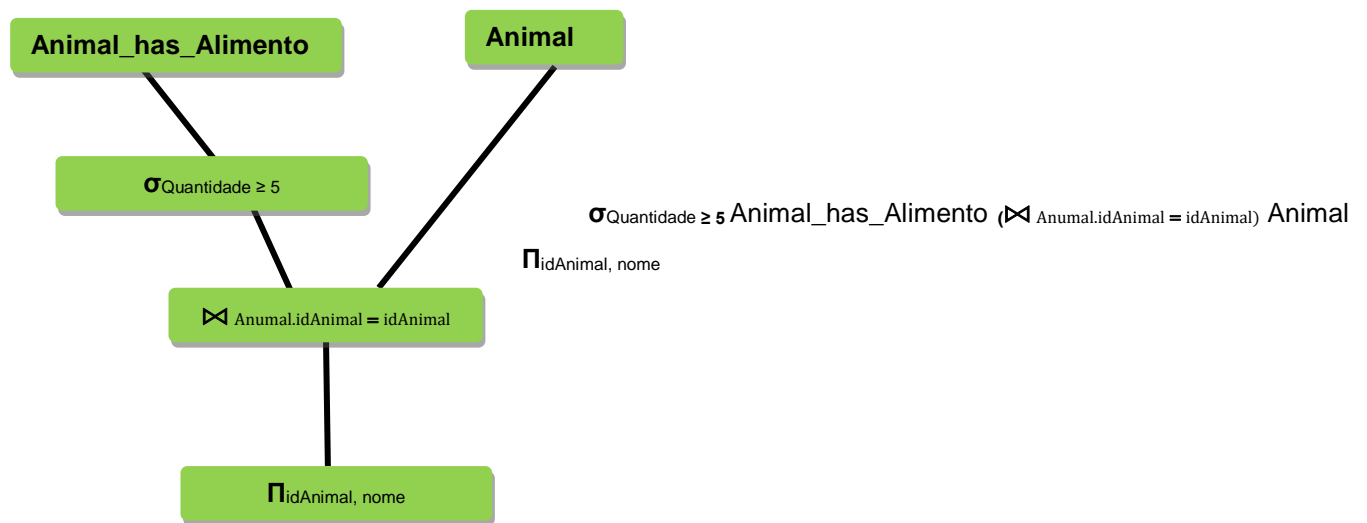 Animal_has_Alimento
Animal
σQuantidade ≥ 5
σQuantidade ≥ 5 Animal_has_Alimento (⋈ Anumal.idAnimal = idAnimal) Animal
ΠidAnimal, nome
⋈ Anumal.idAnimal = idAnimal
ΠidAnimal, nome